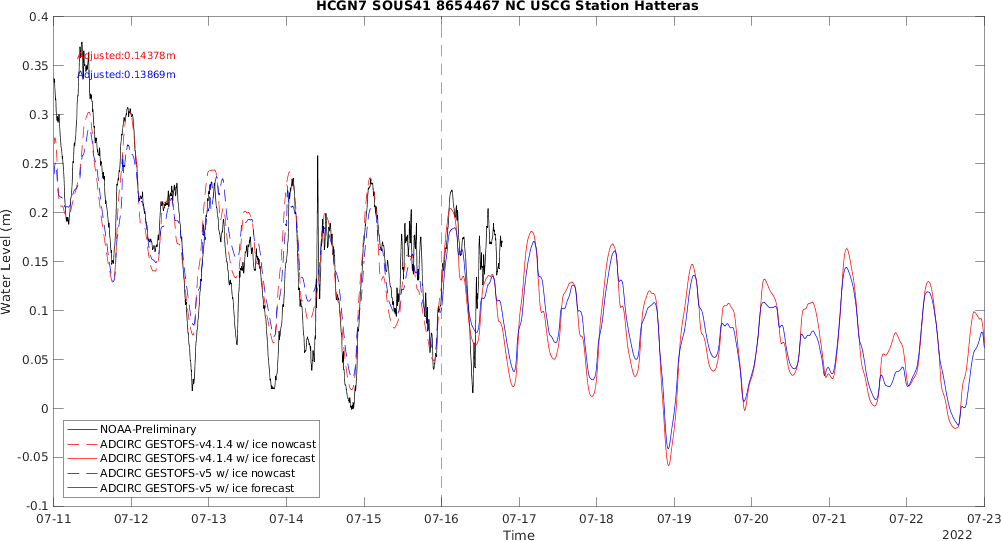 HCGN7 SOUS41 8654467 NC USCG Station Hatteras
0.4
0.35
0.3
0.25
0.2
0.15
0.1
0.05
0
-0.05
-0.1
Water Level (m)
Adjusted:0.14378m
Adjusted:0.13869m
NOAA-Preliminary
ADCIRC GESTOFS-v4.1.4 w/ ice nowcast
ADCIRC GESTOFS-v4.1.4 w/ ice forecast
ADCIRC GESTOFS-v5 w/ ice nowcast
ADCIRC GESTOFS-v5 w/ ice forecast
07-11 07-12 07-13 07-14 07-15 07-16 07-17 07-18 07-19 07-20 07-21 07-22 07-23
Time
2022